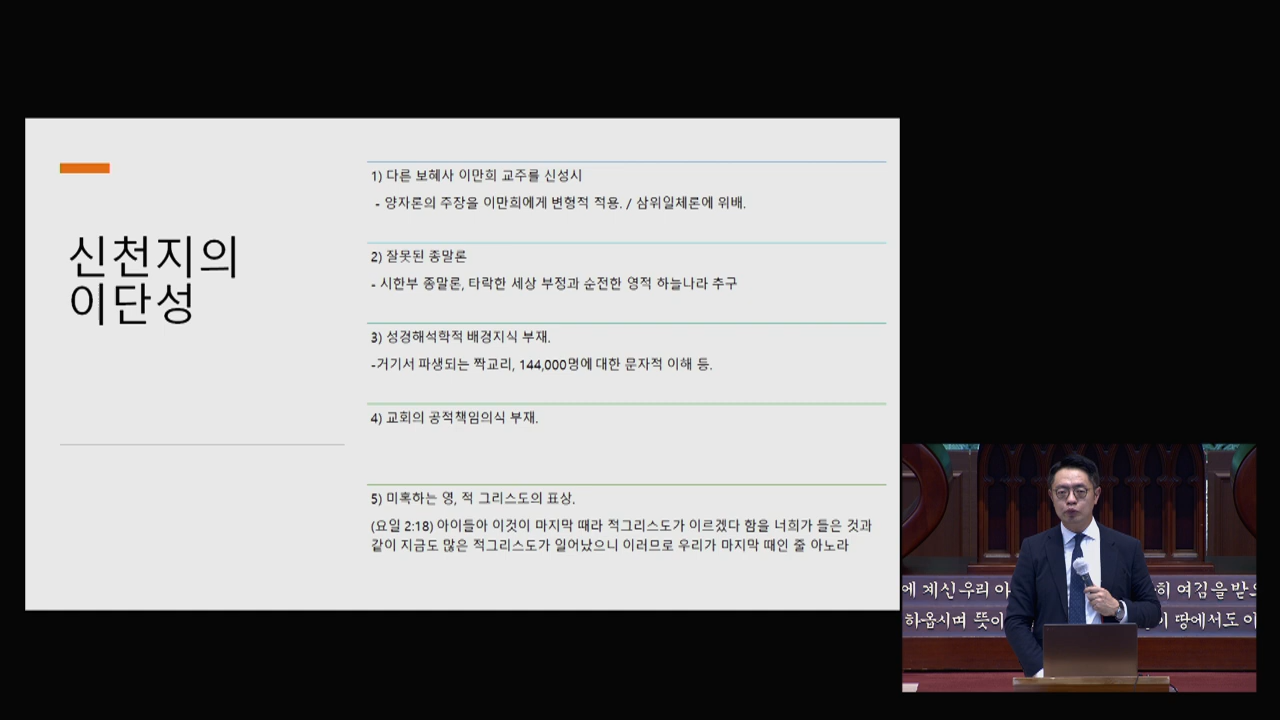 신천지의
이단성
1) 다른 보혜사 이만희 교주를 신성시
- 양자론의 주장을 이만희에게 변형적 적용. / 삼위일체론에 위배.
2) 잘못된 종말론
- 시한부 종말론, 타락한 세상 부정과 순전한 영적 하늘나라 추구
3) 성경해석학적 배경지식 부재.
-거기서 파생되는 짝교리, 144,000명에 대한 문자적 이해 등.
4) 교회의 공적책임의식 부재.
5) 미혹하는 영, 적 그리스도의 표상.
(요일 2:18) 아이들아 이것이 마지막 때라 적그리스도가 이르겠다 함을 너희가 들은 것과
같이 지금도 많은 적그리스도가 일어났으니 이러므로 우리가 마지막 때인 줄 아노라
에 계신 우리 아
히 여김을 받으
하옵시며 뜻이
이 땅에서도 이